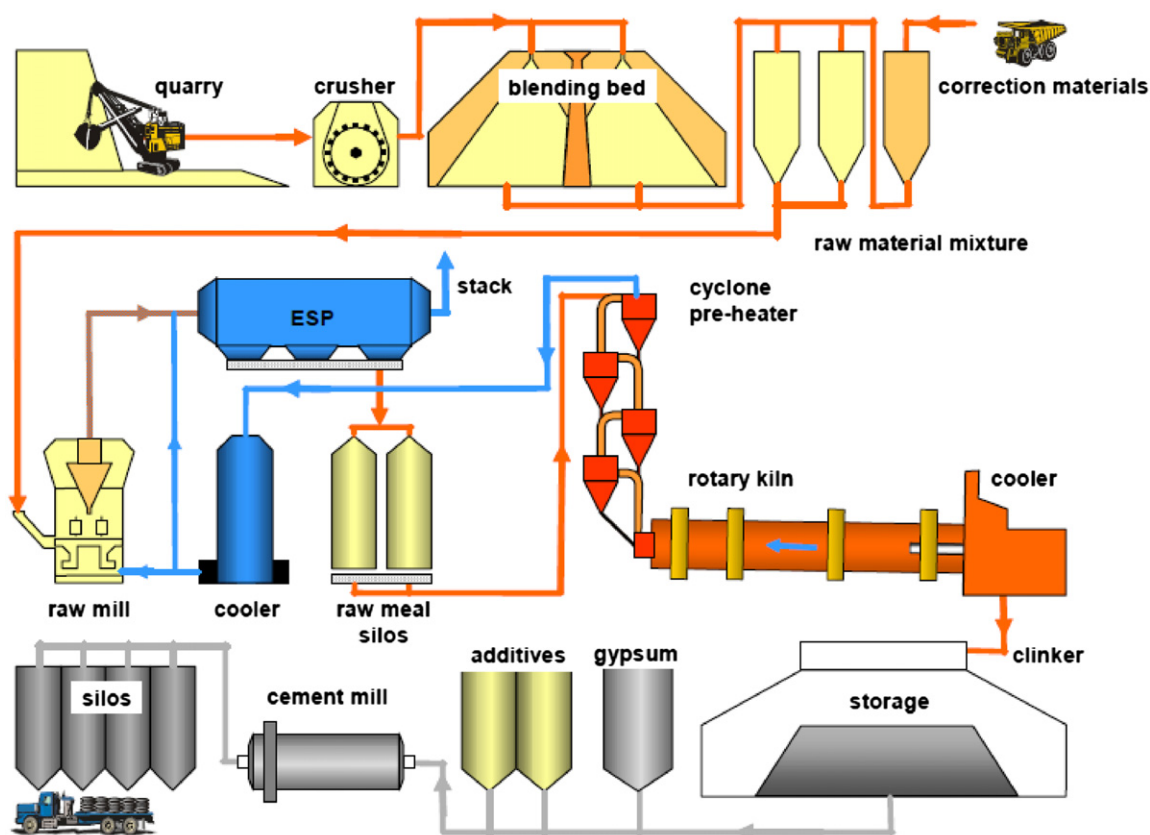 quarry
crusher
blending bed
correction materials
raw material mixture
stack
cyclone
pre-heater
ESP
rotary kiln
cooler
raw mill
cooler
raw meal
silos
clinker
silos
cement mill
additives
gypsum
storage